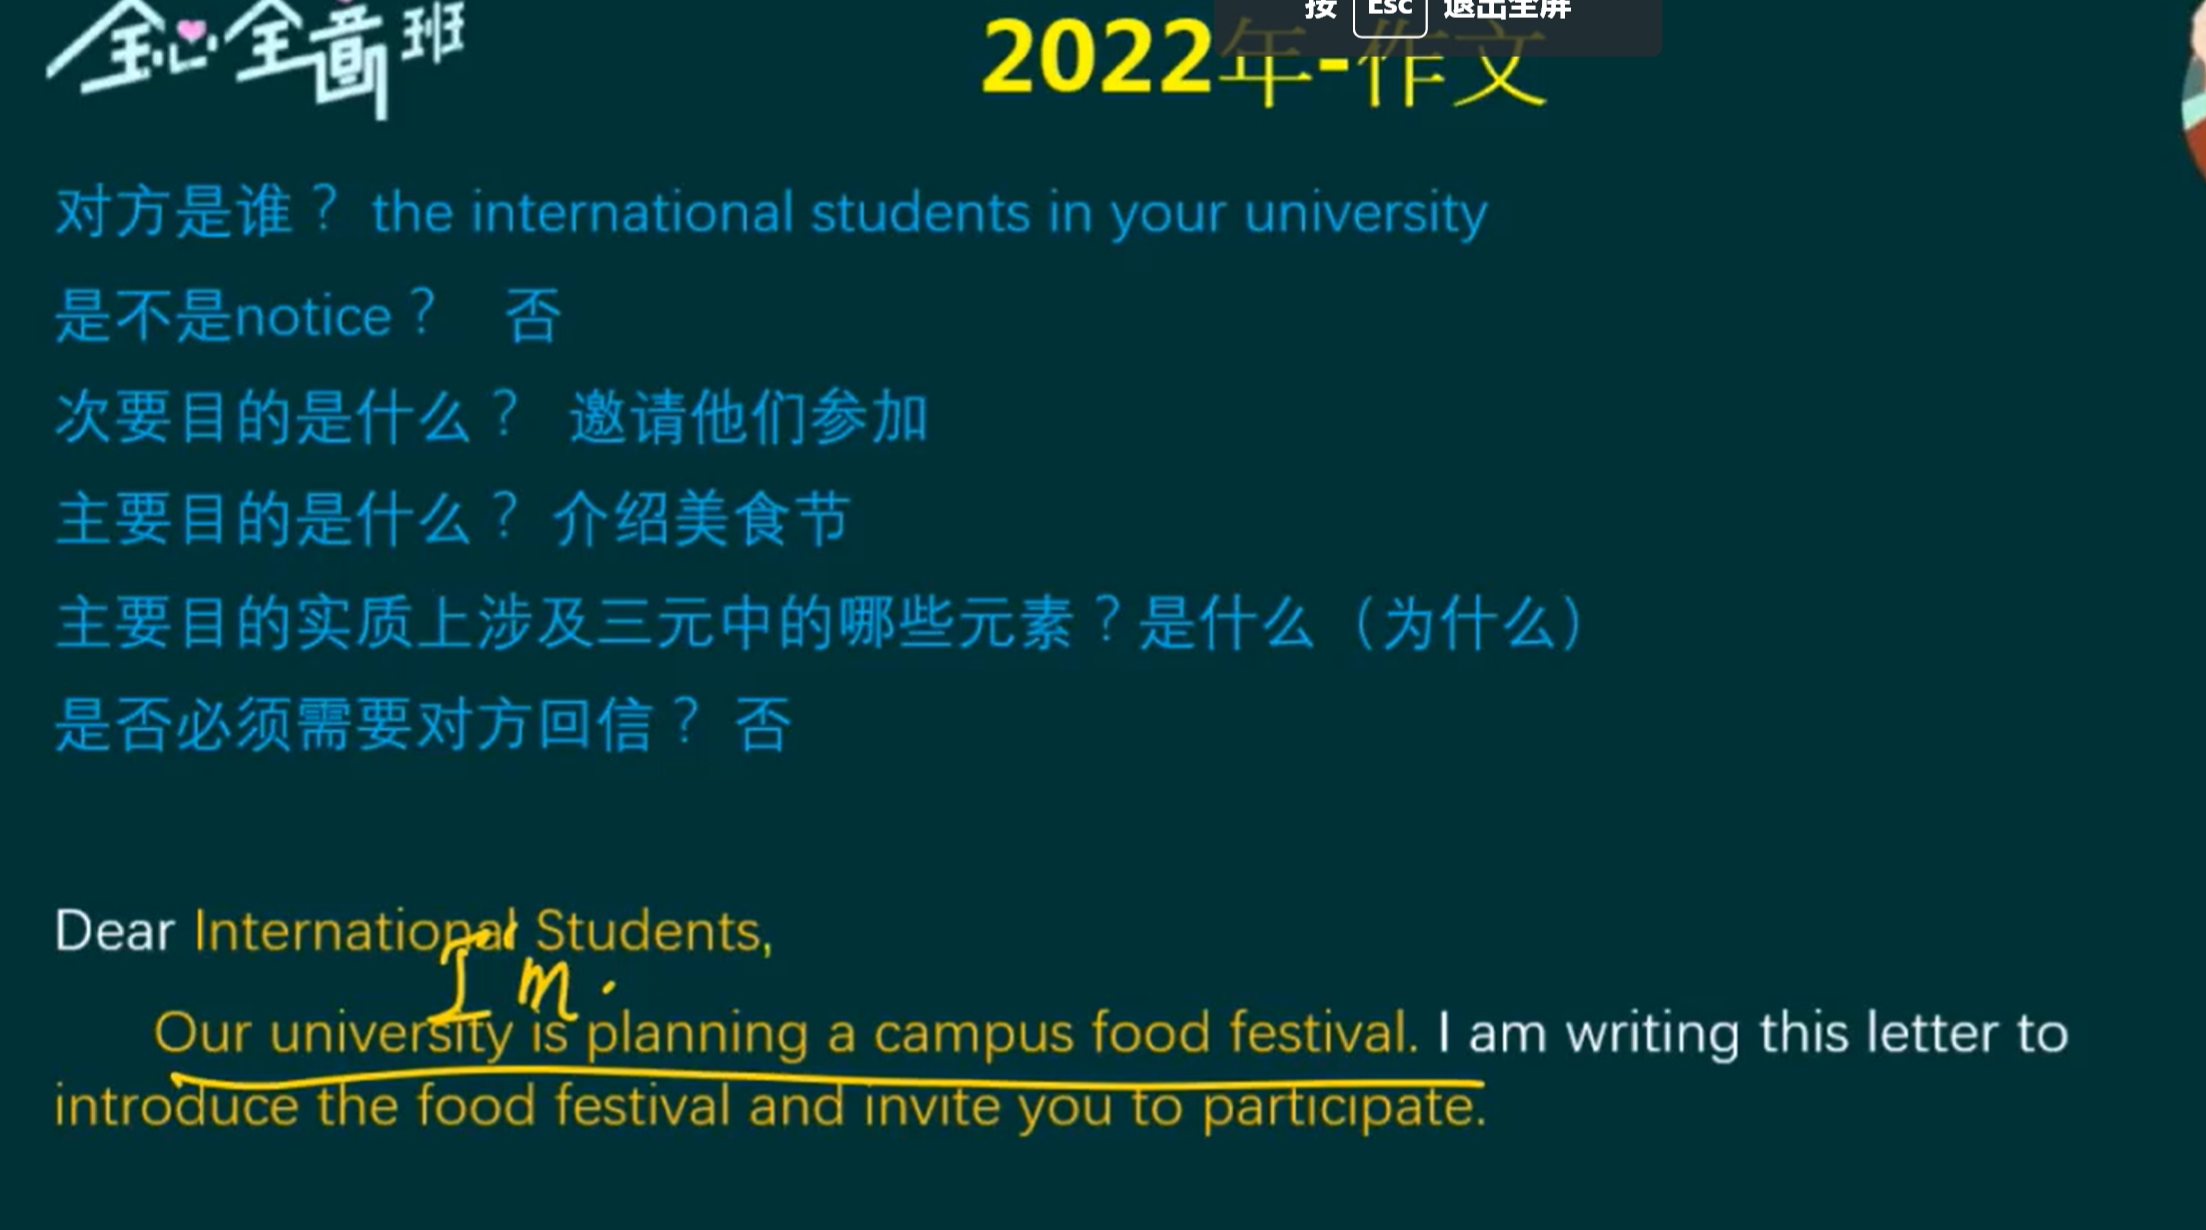 全心全意班
按 Esc 退出全屏
2022年-作文
对方是谁？ the international students in your university
是不是notice？ 否
次要目的是什么？ 邀请他们参加
主要目的是什么？ 介绍美食节
主要目的实质上涉及三元中的哪些元素？是什么（为什么）
是否必须需要对方回信？ 否
Dear International Students,
I m.
Our university is planning a campus food festival. I am writing this letter to
introduce the food festival and invite you to participate.